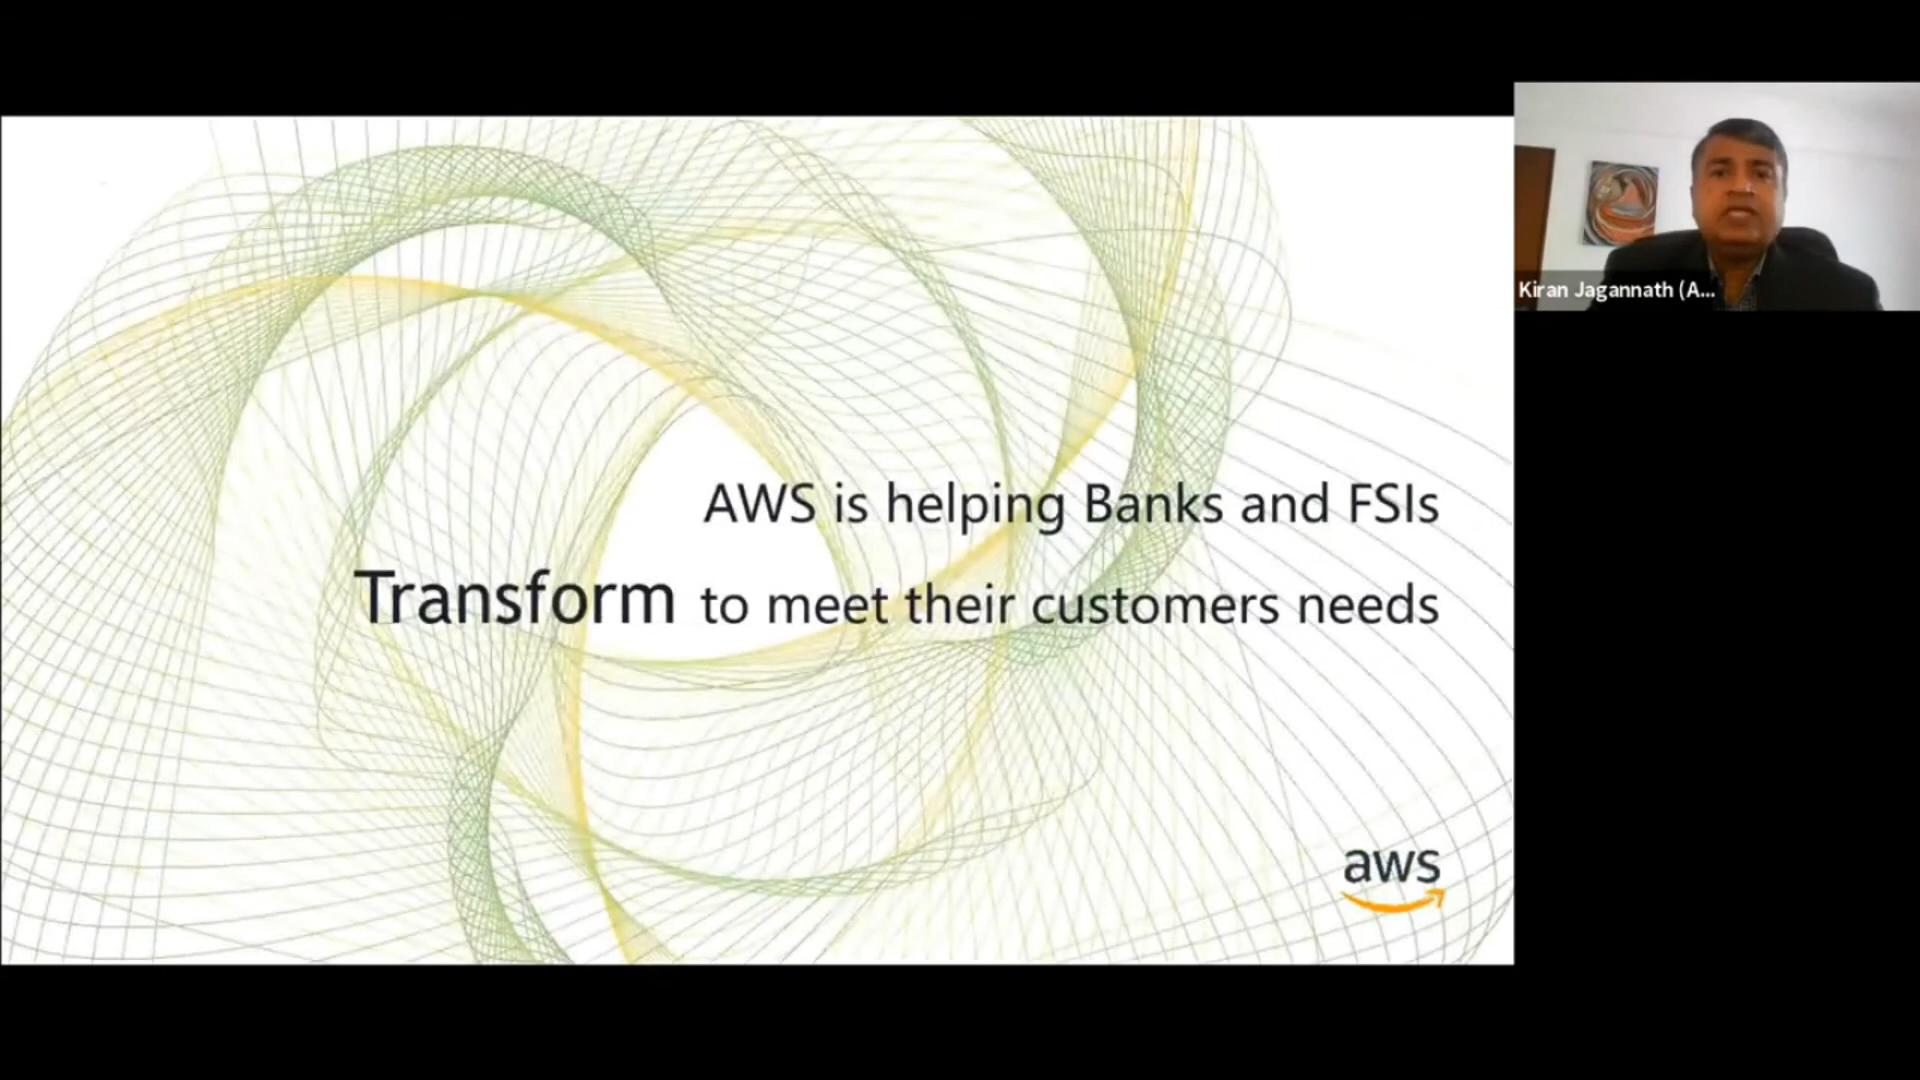 AWS is helping Banks and FSIs
Transform to meet their customers needs
aws
Kiran Jagannath (A...